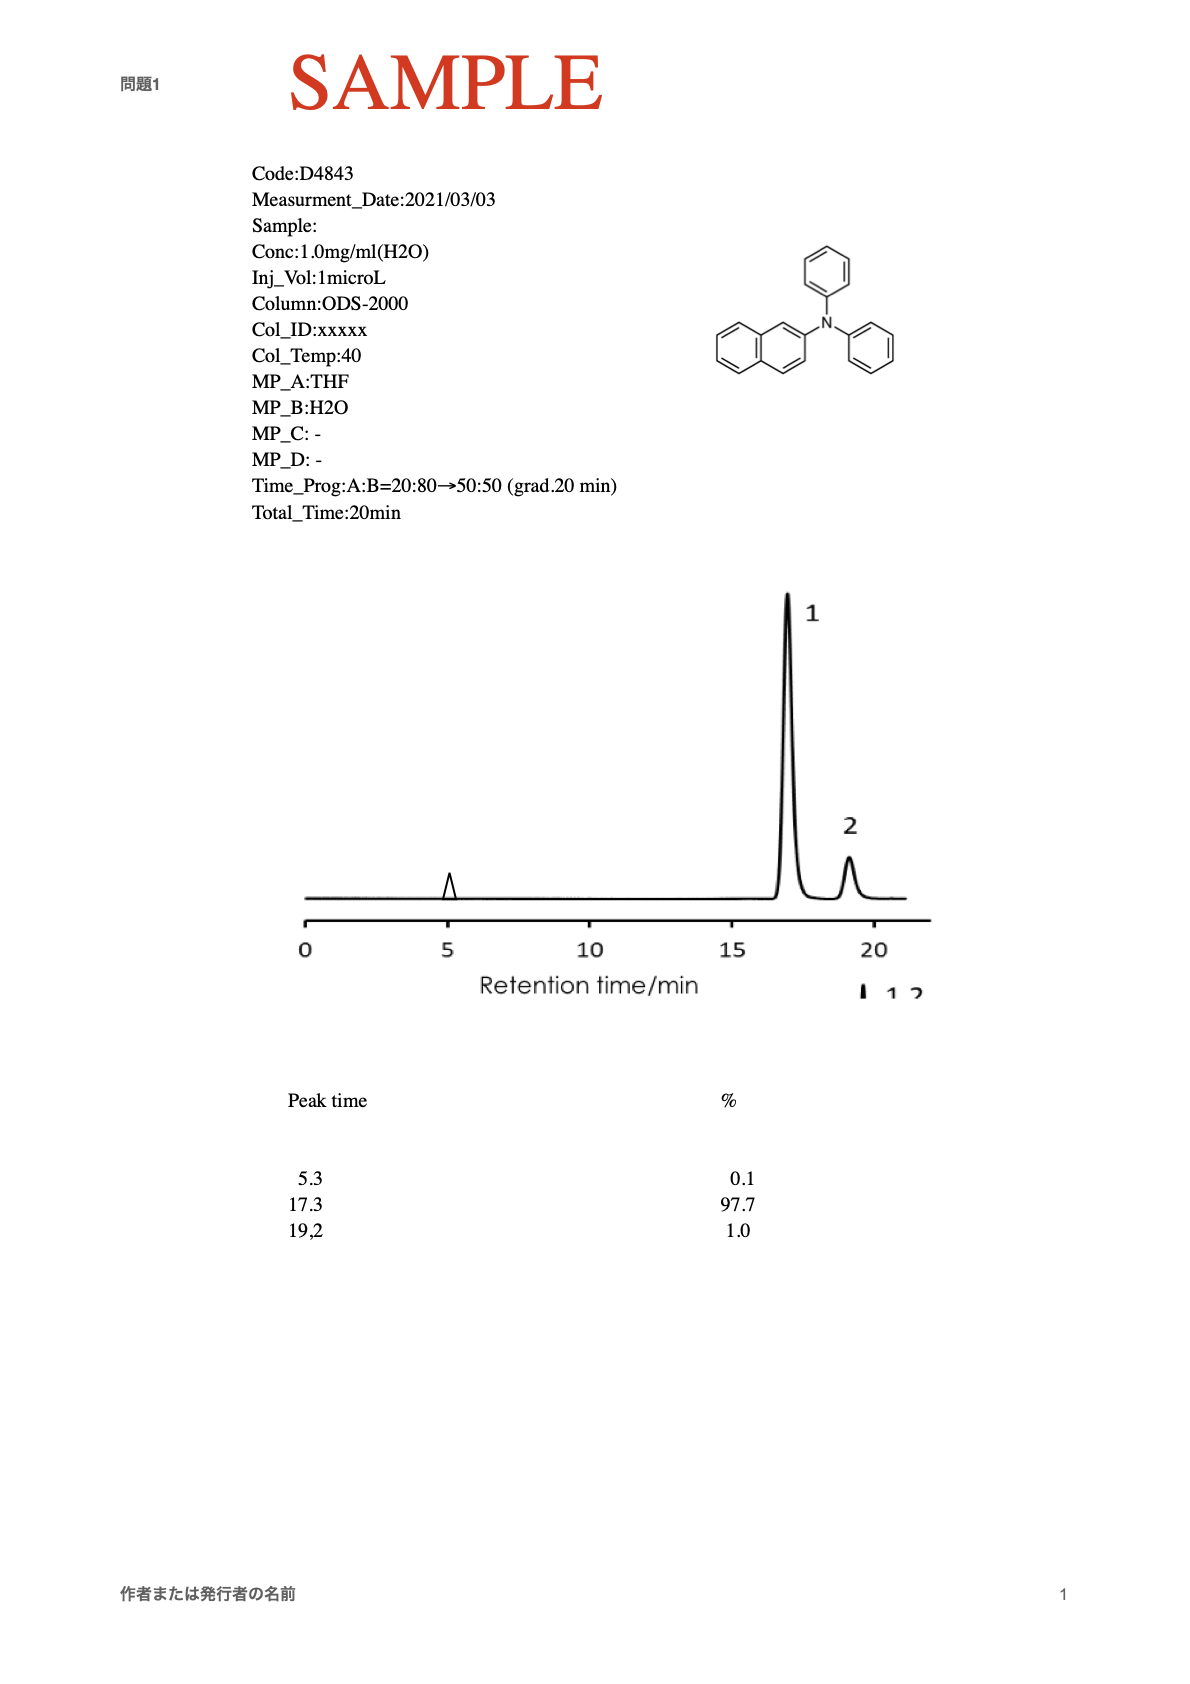 問題1
SAMPLE
Code:D4843
Measurment_Date:2021/03/03
Sample:
Conc:1.0mg/ml(H2O)
Inj_Vol:1microL
Column:ODS-2000
Col_ID:xxxxx
Col_Temp:40
MP_A:THF
MP_B:H2O
MP_C: -
MP_D: -
Time_Prog:A:B=20:80→50:50 (grad.20 min)
Total_Time:20min
N
1
2
0 5 10 15 20
Retention time/min
Peak time %
5.3 0.1
17.3 97.7
19,2 1.0
作者または発行者の名前 1